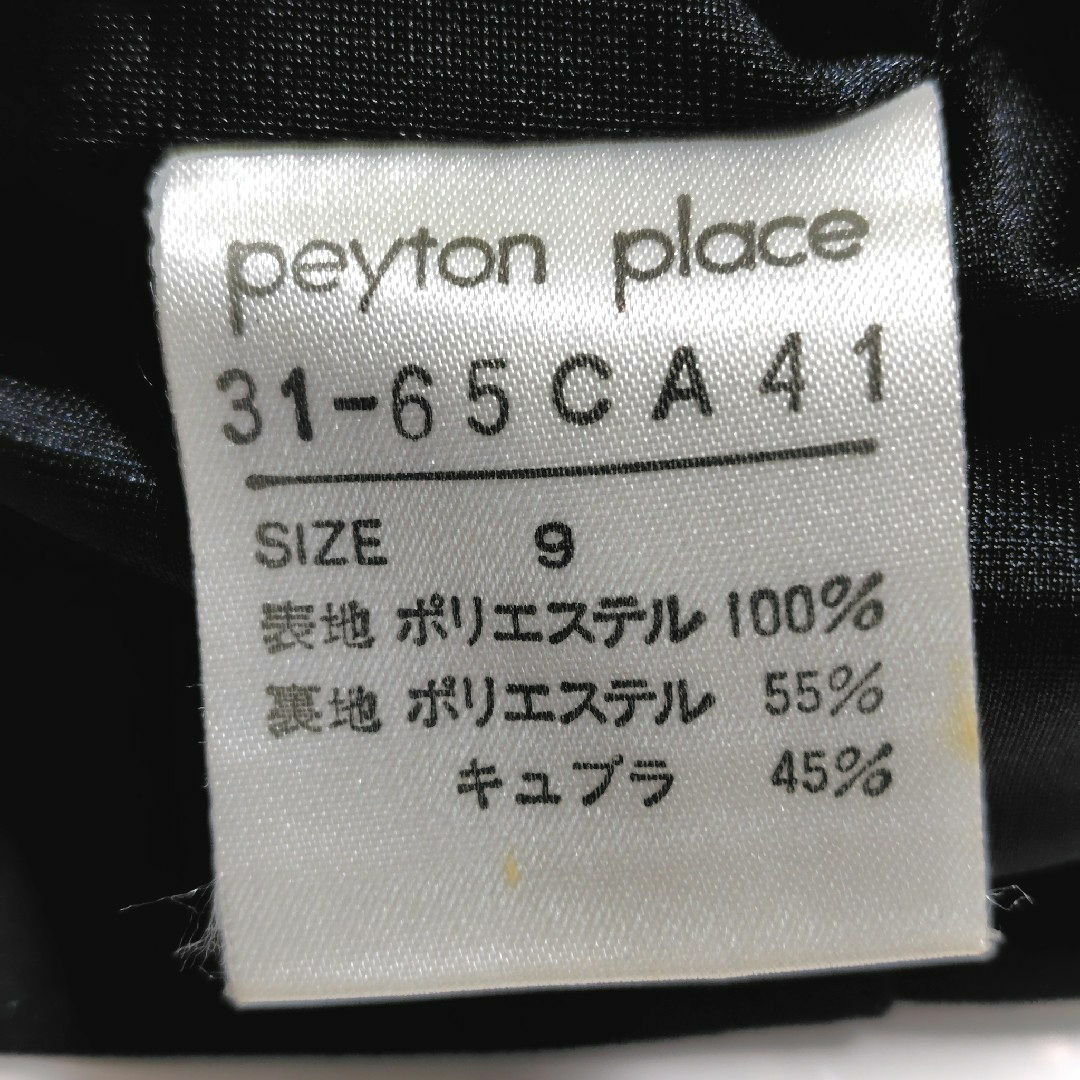 peyton place
31-65CA41
SIZE 9
表地 ポリエステル 100%
裏地 ポリエステル 55%
キュプラ 45%